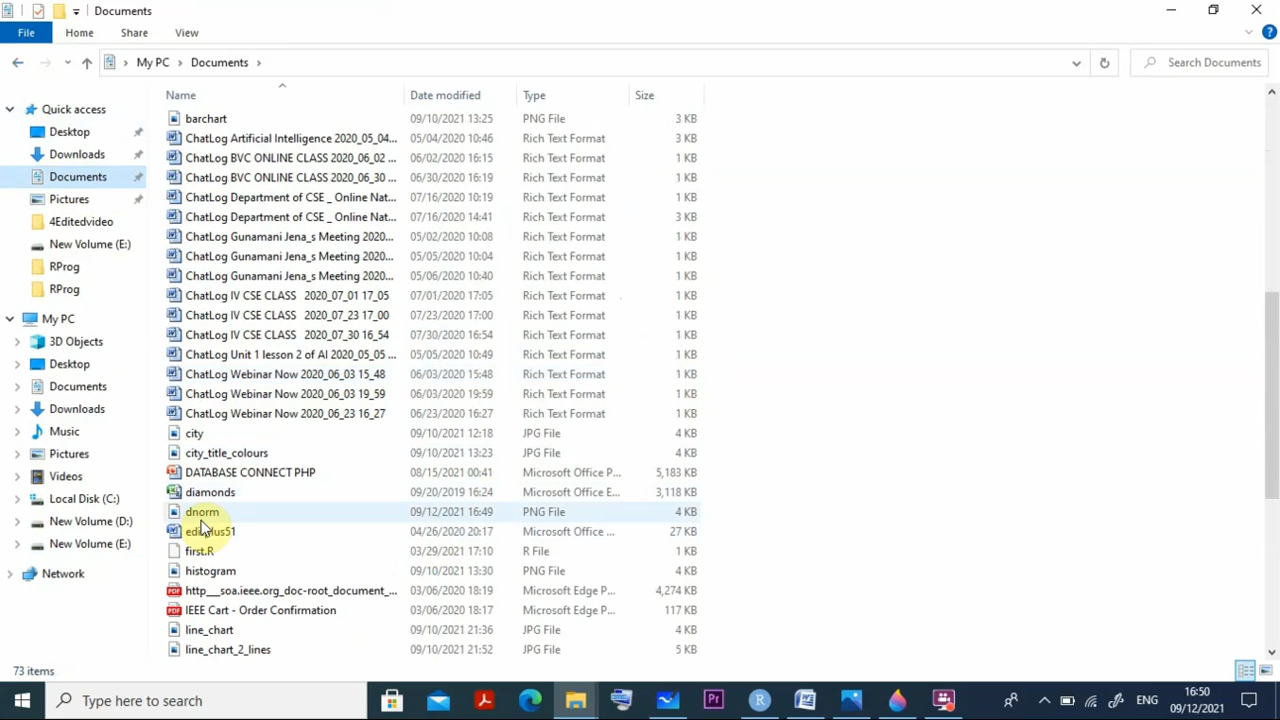 Documents
File Home Share View
My PC Documents Search Documents
Name Date modified Type Size
Quick access
Desktop
Downloads
Documents
Pictures
4Editedvideo
New Volume (E:)
RProg
RProg
My PC
3D Objects
Desktop
Documents
Downloads
Music
Pictures
Videos
Local Disk (C:)
New Volume (D:)
New Volume (E:)
Network
barchart 09/10/2021 13:25 PNG File 3 KB
ChatLog Artificial Intelligence 2020_05_04... 05/04/2020 10:46 Rich Text Format 3 KB
ChatLog BVC ONLINE CLASS 2020_06_02 ... 06/02/2020 16:15 Rich Text Format 1 KB
ChatLog BVC ONLINE CLASS 2020_06_30 ... 06/30/2020 16:19 Rich Text Format 1 KB
ChatLog Department of CSE _ Online Nat... 07/16/2020 10:19 Rich Text Format 1 KB
ChatLog Department of CSE _ Online Nat... 07/16/2020 14:41 Rich Text Format 3 KB
ChatLog Gunamani Jena_s Meeting 2020... 05/02/2020 10:08 Rich Text Format 1 KB
ChatLog Gunamani Jena_s Meeting 2020... 05/05/2020 10:04 Rich Text Format 1 KB
ChatLog Gunamani Jena_s Meeting 2020... 05/06/2020 10:40 Rich Text Format 1 KB
ChatLog IV CSE CLASS 2020_07_01 17_05 07/01/2020 17:05 Rich Text Format 1 KB
ChatLog IV CSE CLASS 2020_07_23 17_00 07/23/2020 17:00 Rich Text Format 1 KB
ChatLog IV CSE CLASS 2020_07_30 16_54 07/30/2020 16:54 Rich Text Format 1 KB
ChatLog Unit 1 lesson 2 of AI 2020_05_05 ... 05/05/2020 10:49 Rich Text Format 1 KB
ChatLog Webinar Now 2020_06_03 15_48 06/03/2020 15:48 Rich Text Format 1 KB
ChatLog Webinar Now 2020_06_03 19_59 06/03/2020 19:59 Rich Text Format 1 KB
ChatLog Webinar Now 2020_06_23 16_27 06/23/2020 16:27 Rich Text Format 1 KB
city 09/10/2021 12:18 JPG File 4 KB
city_title_colours 09/10/2021 13:23 JPG File 4 KB
DATABASE CONNECT PHP 08/15/2021 00:41 Microsoft Office P... 5,183 KB
diamonds 09/20/2019 16:24 Microsoft Office E... 3,118 KB
dnorm 09/12/2021 16:49 PNG File 4 KB
04/26/2020 20:17 Microsoft Office ... 27 KB
first.R 03/29/2021 17:10 R File 1 KB
histogram 09/10/2021 13:30 PNG File 3 KB
http___soa.ieee.org_doc-root_document_... 03/06/2020 18:19 Microsoft Edge P... 4,274 KB
IEEE Cart - Order Confirmation 03/06/2020 18:17 Microsoft Edge P... 117 KB
line_chart 09/10/2021 21:36 JPG File 4 KB
line_chart_2_lines 09/10/2021 21:52 JPG File 5 KB
73 items
Type here to search
ENG
16:50
09/12/2021